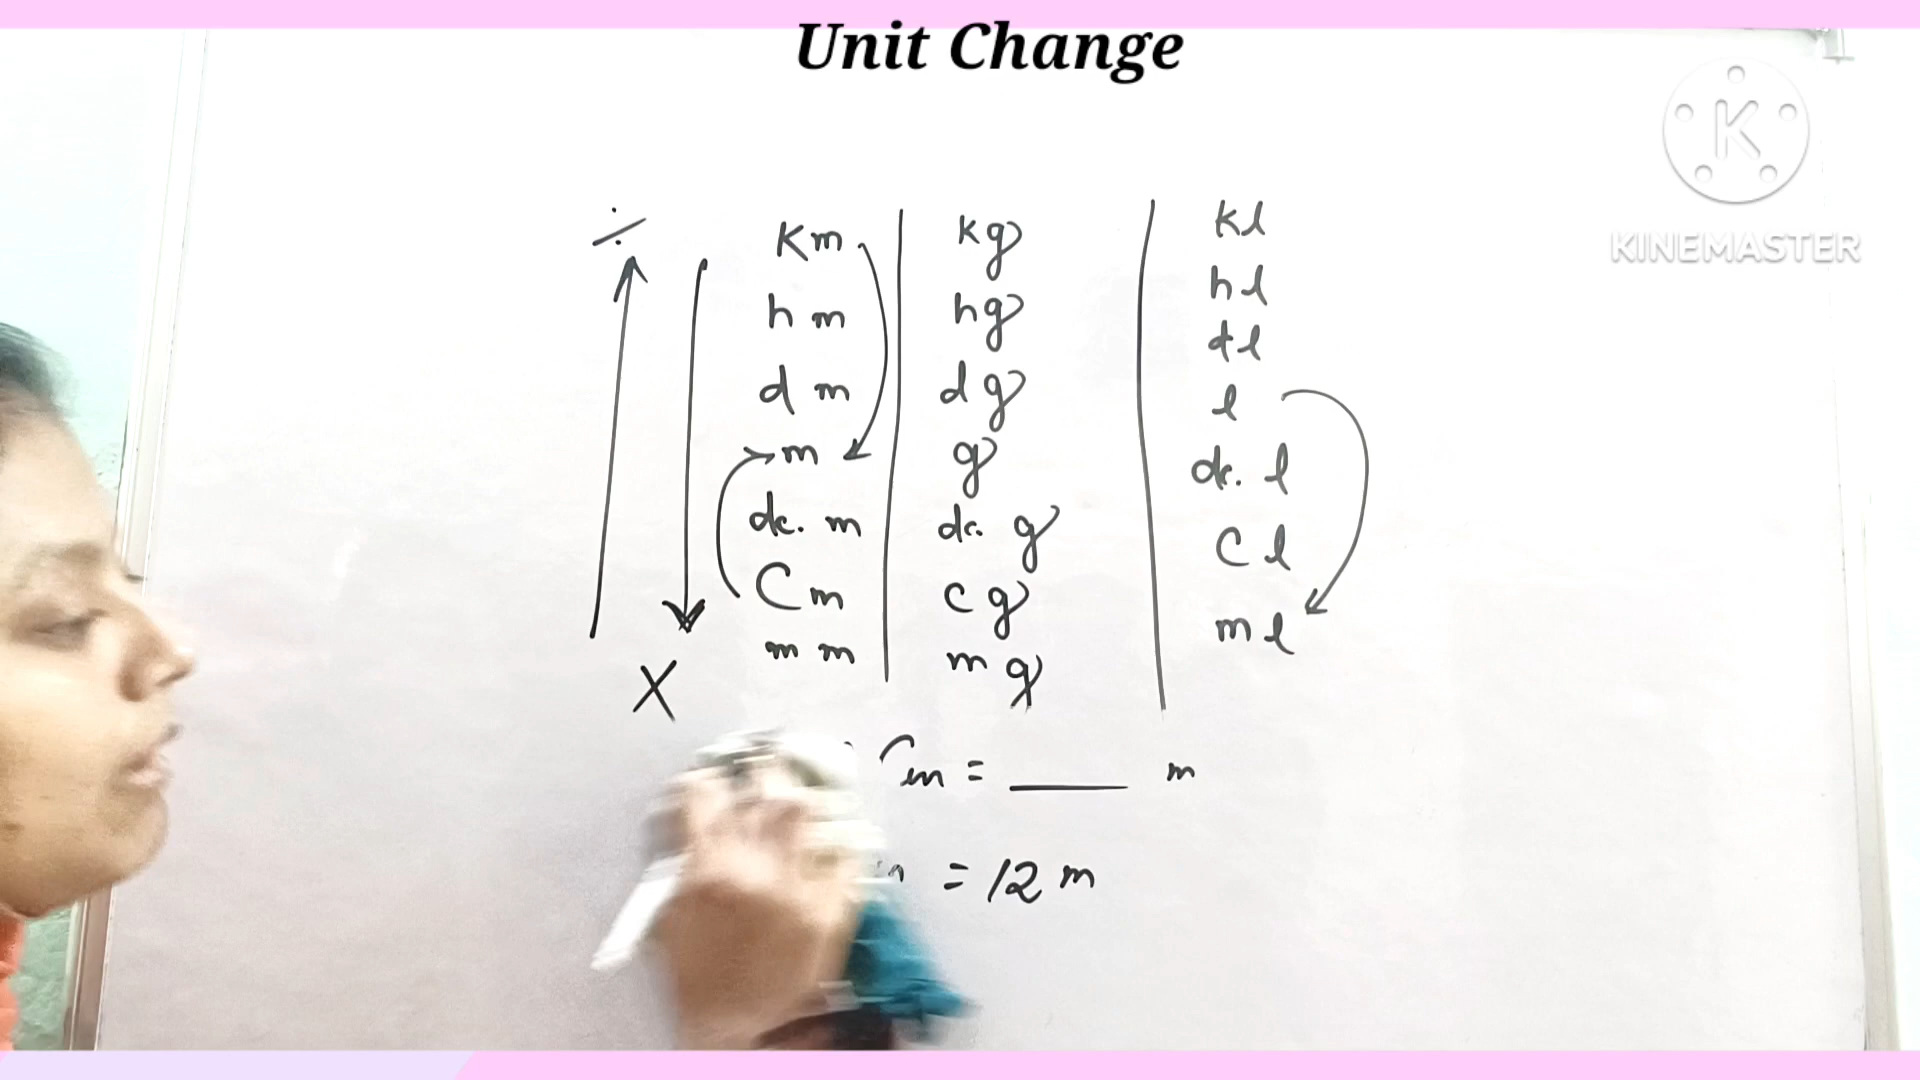 Unit Change
K
KINEMASTER
÷
Km kg kl
hm hg hl
dm dg dl
m g l
dc. m dc. g dc. l
Cm cg cl
mm mg ml
X
Cm = ____ m
= 12 m